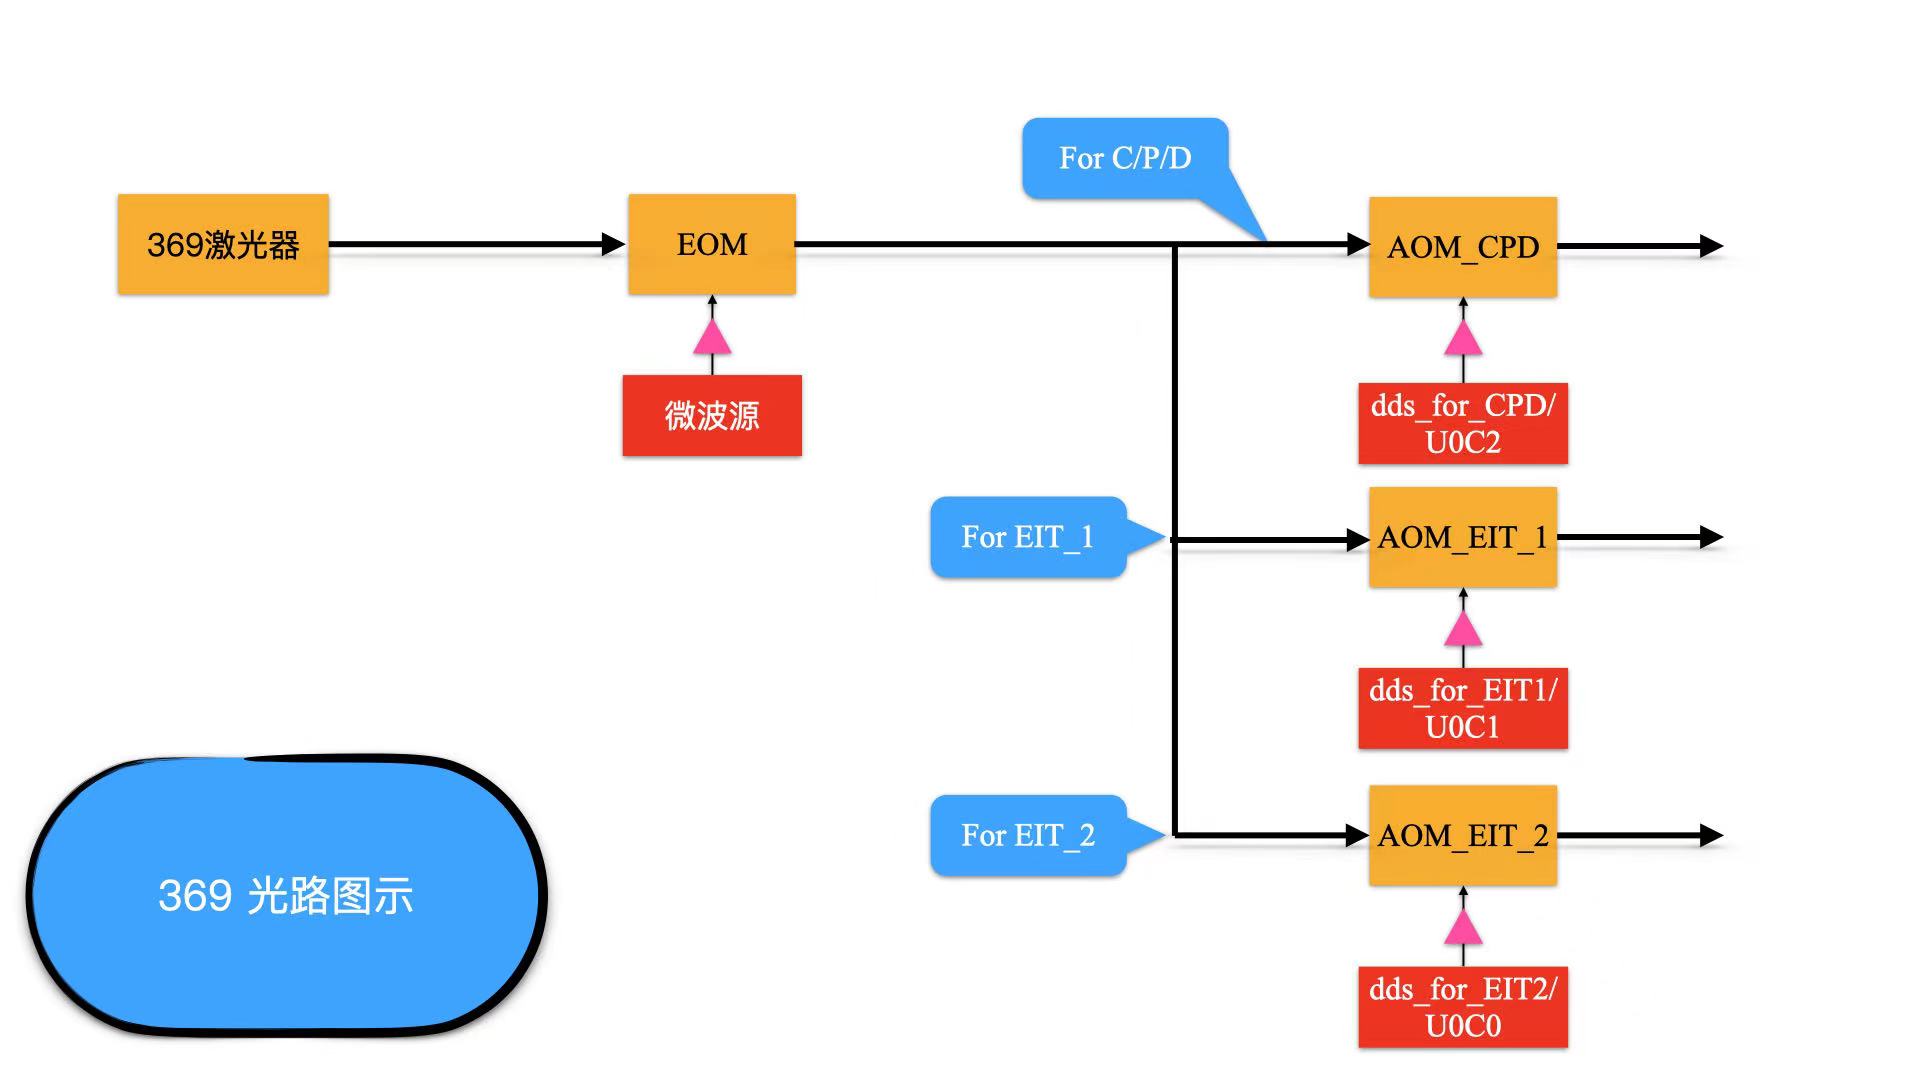 For C/P/D
369激光器
EOM
AOM_CPD
微波源
dds_for_CPD/
U0C2
For EIT_1
AOM_EIT_1
dds_for_EIT1/
U0C1
For EIT_2
AOM_EIT_2
369 光路图示
dds_for_EIT2/
U0C0